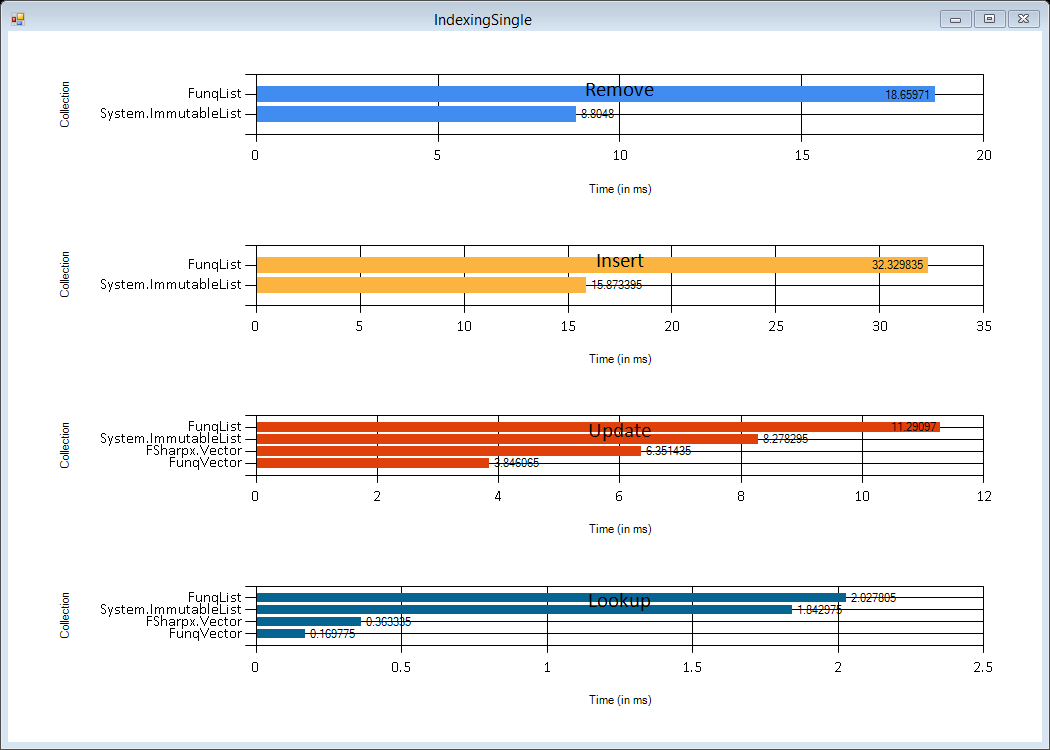 IndexingSingle
Remove
Collection
FunqList
18.65971
System.ImmutableList
8.8048
0 5 10 15 20
Time (in ms)
Insert
Collection
FunqList
32.329835
System.ImmutableList
15.873395
0 5 10 15 20 25 30 35
Time (in ms)
Update
Collection
FunqList
11.29097
System.ImmutableList
8.278295
FSharpx.Vector
6.351435
FunqVector
3.846065
0 2 4 6 8 10 12
Time (in ms)
Lookup
Collection
FunqList
2.027805
System.ImmutableList
1.842975
FSharpx.Vector
0.363335
FunqVector
0.169775
0 0.5 1 1.5 2 2.5
Time (in ms)